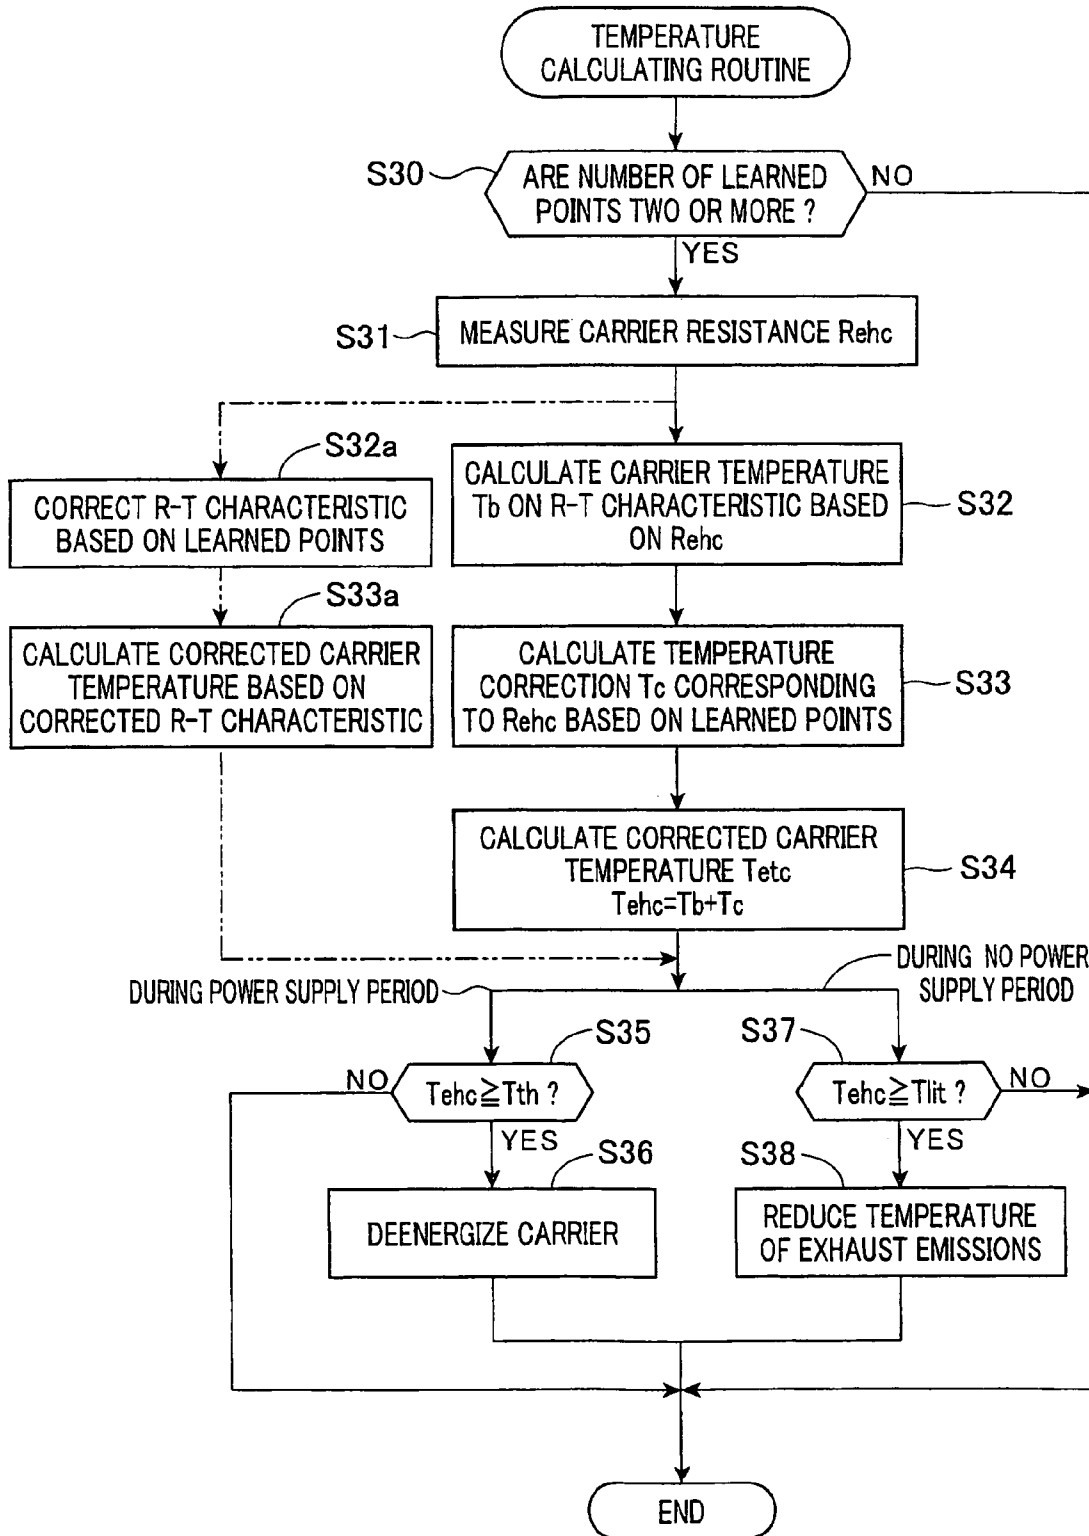 TEMPERATURE
CALCULATING ROUTINE
S30
ARE NUMBER OF LEARNED
POINTS TWO OR MORE ?
NO
YES
S31
MEASURE CARRIER RESISTANCE Rehc
S32a
CORRECT R-T CHARACTERISTIC
BASED ON LEARNED POINTS
CALCULATE CARRIER TEMPERATURE
Tb ON R-T CHARACTERISTIC BASED
ON Rehc
S32
S33a
CALCULATE CORRECTED CARRIER
TEMPERATURE BASED ON
CORRECTED R-T CHARACTERISTIC
CALCULATE TEMPERATURE
CORRECTION Tc CORRESPONDING
TO Rehc BASED ON LEARNED POINTS
S33
CALCULATE CORRECTED CARRIER
TEMPERATURE Tetc
Tehc=Tb+Tc
S34
DURING POWER SUPPLY PERIOD
DURING NO POWER
SUPPLY PERIOD
S35
NO
Tehc≧Tth ?
YES
S37
Tehc≧Tlit ?
NO
YES
S36
DEENERGIZE CARRIER
S38
REDUCE TEMPERATURE
OF EXHAUST EMISSIONS
END